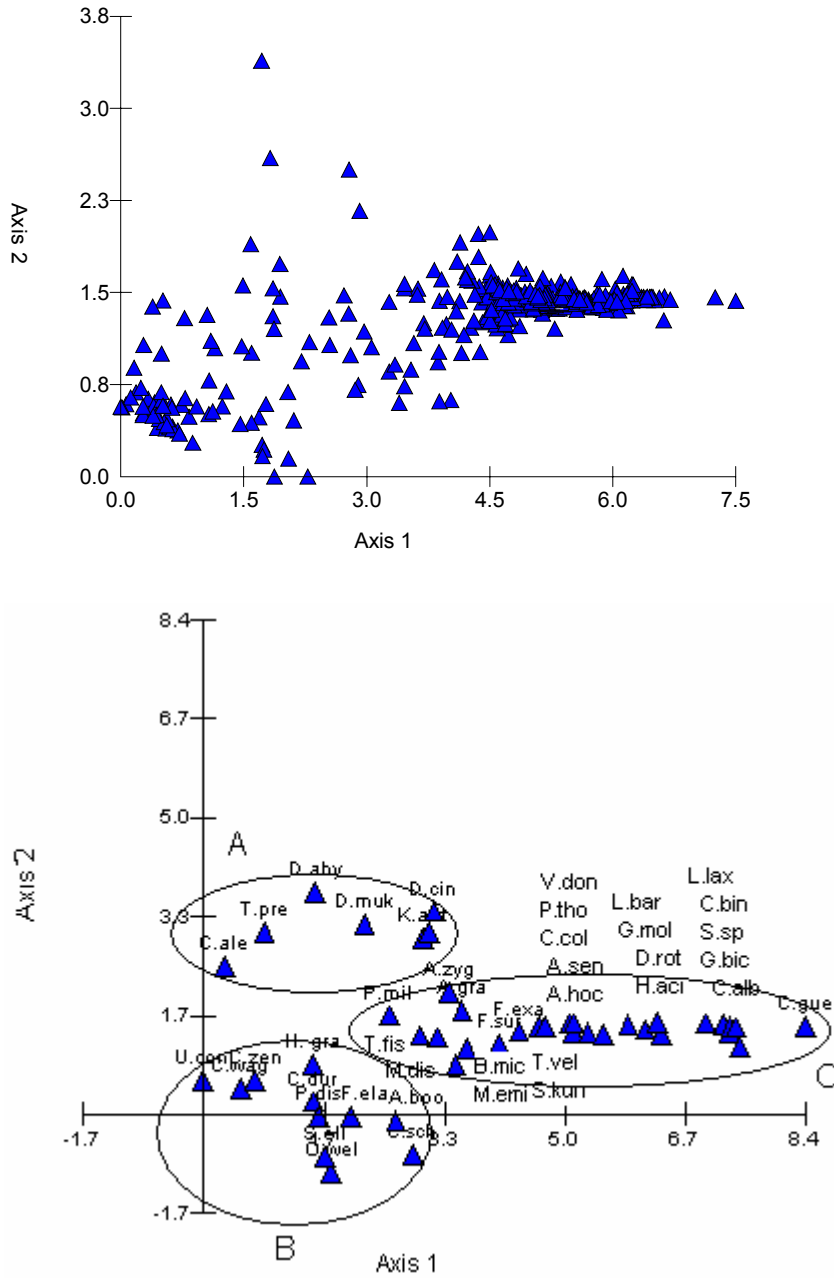 3.8
3.0
2.3
Axis 2
1.5
0.8
0.0
0.0 1.5 3.0 4.5 6.0 7.5
Axis 1
8.4
6.7
5.0
A
D.aby
D.cin
V.don
L.lax
T.pre
D.muk
P.tho
L.bar
C.bin
3.3
Axis 2
C.ale
C.col
G.mol
S.sp
A.zyg
A.sen
D.rot
G.bic
P.mil
A.gra
A.hoc
H.aci
C.alb
C.gue
1.7
F.exa
F.sur
H.gra
T.fis
U.con
C.zen
C.mag
C.dur
M.dis
B.mic
T.vel
C
P.dis
F.ela
A.boo
M.emi
S.kun
-1.7
3.3 5.0 6.7 8.4
S.ell
C.sch
O.wel
-1.7
B
Axis 1